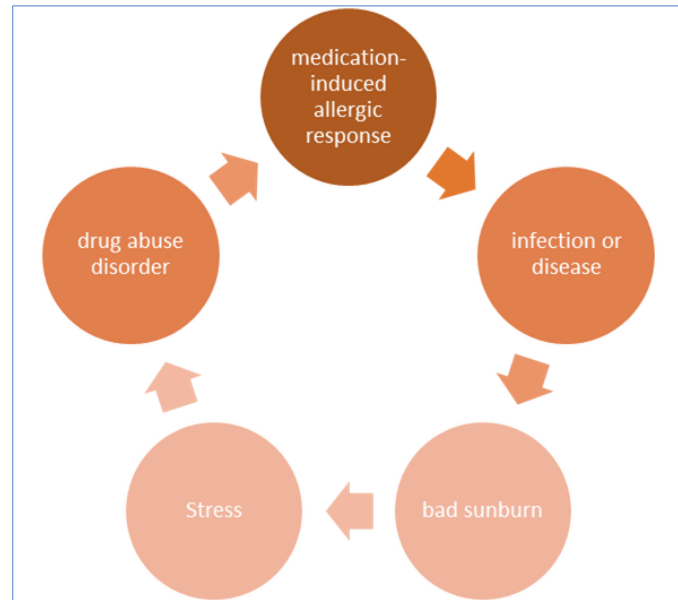 medication-
induced
allergic
response
infection or
disease
bad sunburn
Stress
drug abuse
disorder